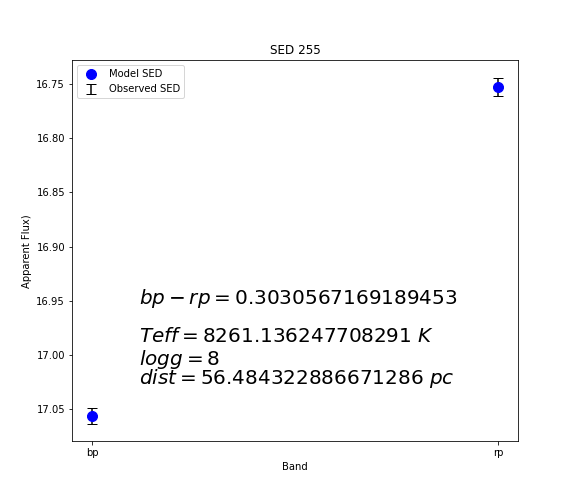 SED 255
Model SED
Observed SED
16.75
16.80
16.85
16.90
16.95
17.00
17.05
Apparent Flux)
bp − rp = 0.3030567169189453
Teff = 8261.136247708291 K
logg = 8
dist = 56.484322886671286 pc
bp
rp
Band